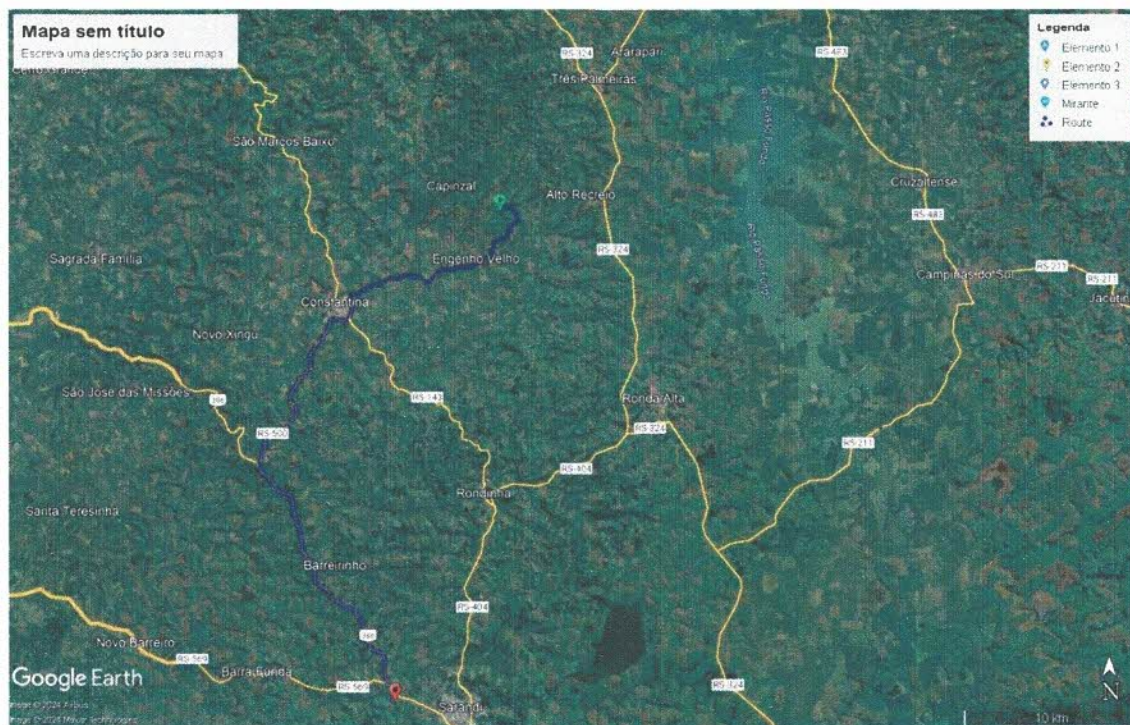 Mapa sem título
Escreva uma descrição para seu mapa
Legenda
Elemento 1
Elemento 2
Elemento 3
Mirante
Route
RS-324
RS-483
Três Palmeiras
São Marcos Baixo
Capinzal
Alto Recreio
Cruzaltense
RS-483
RS-324
Sagrada Família
Engenho Velho
Campinas do Sul
RS-211
RS-211
Constantina
Novo Xingu
São José das Missões
RS-143
Ronda Alta
RS-500
RS-324
RS-211
RS-404
Rondinha
Santa Teresinha
Barreirinho
RS-404
Novo Barreiro
RS-569
Barra Funda
RS-569
Sarandi
RS-324
Google Earth
N
10 km